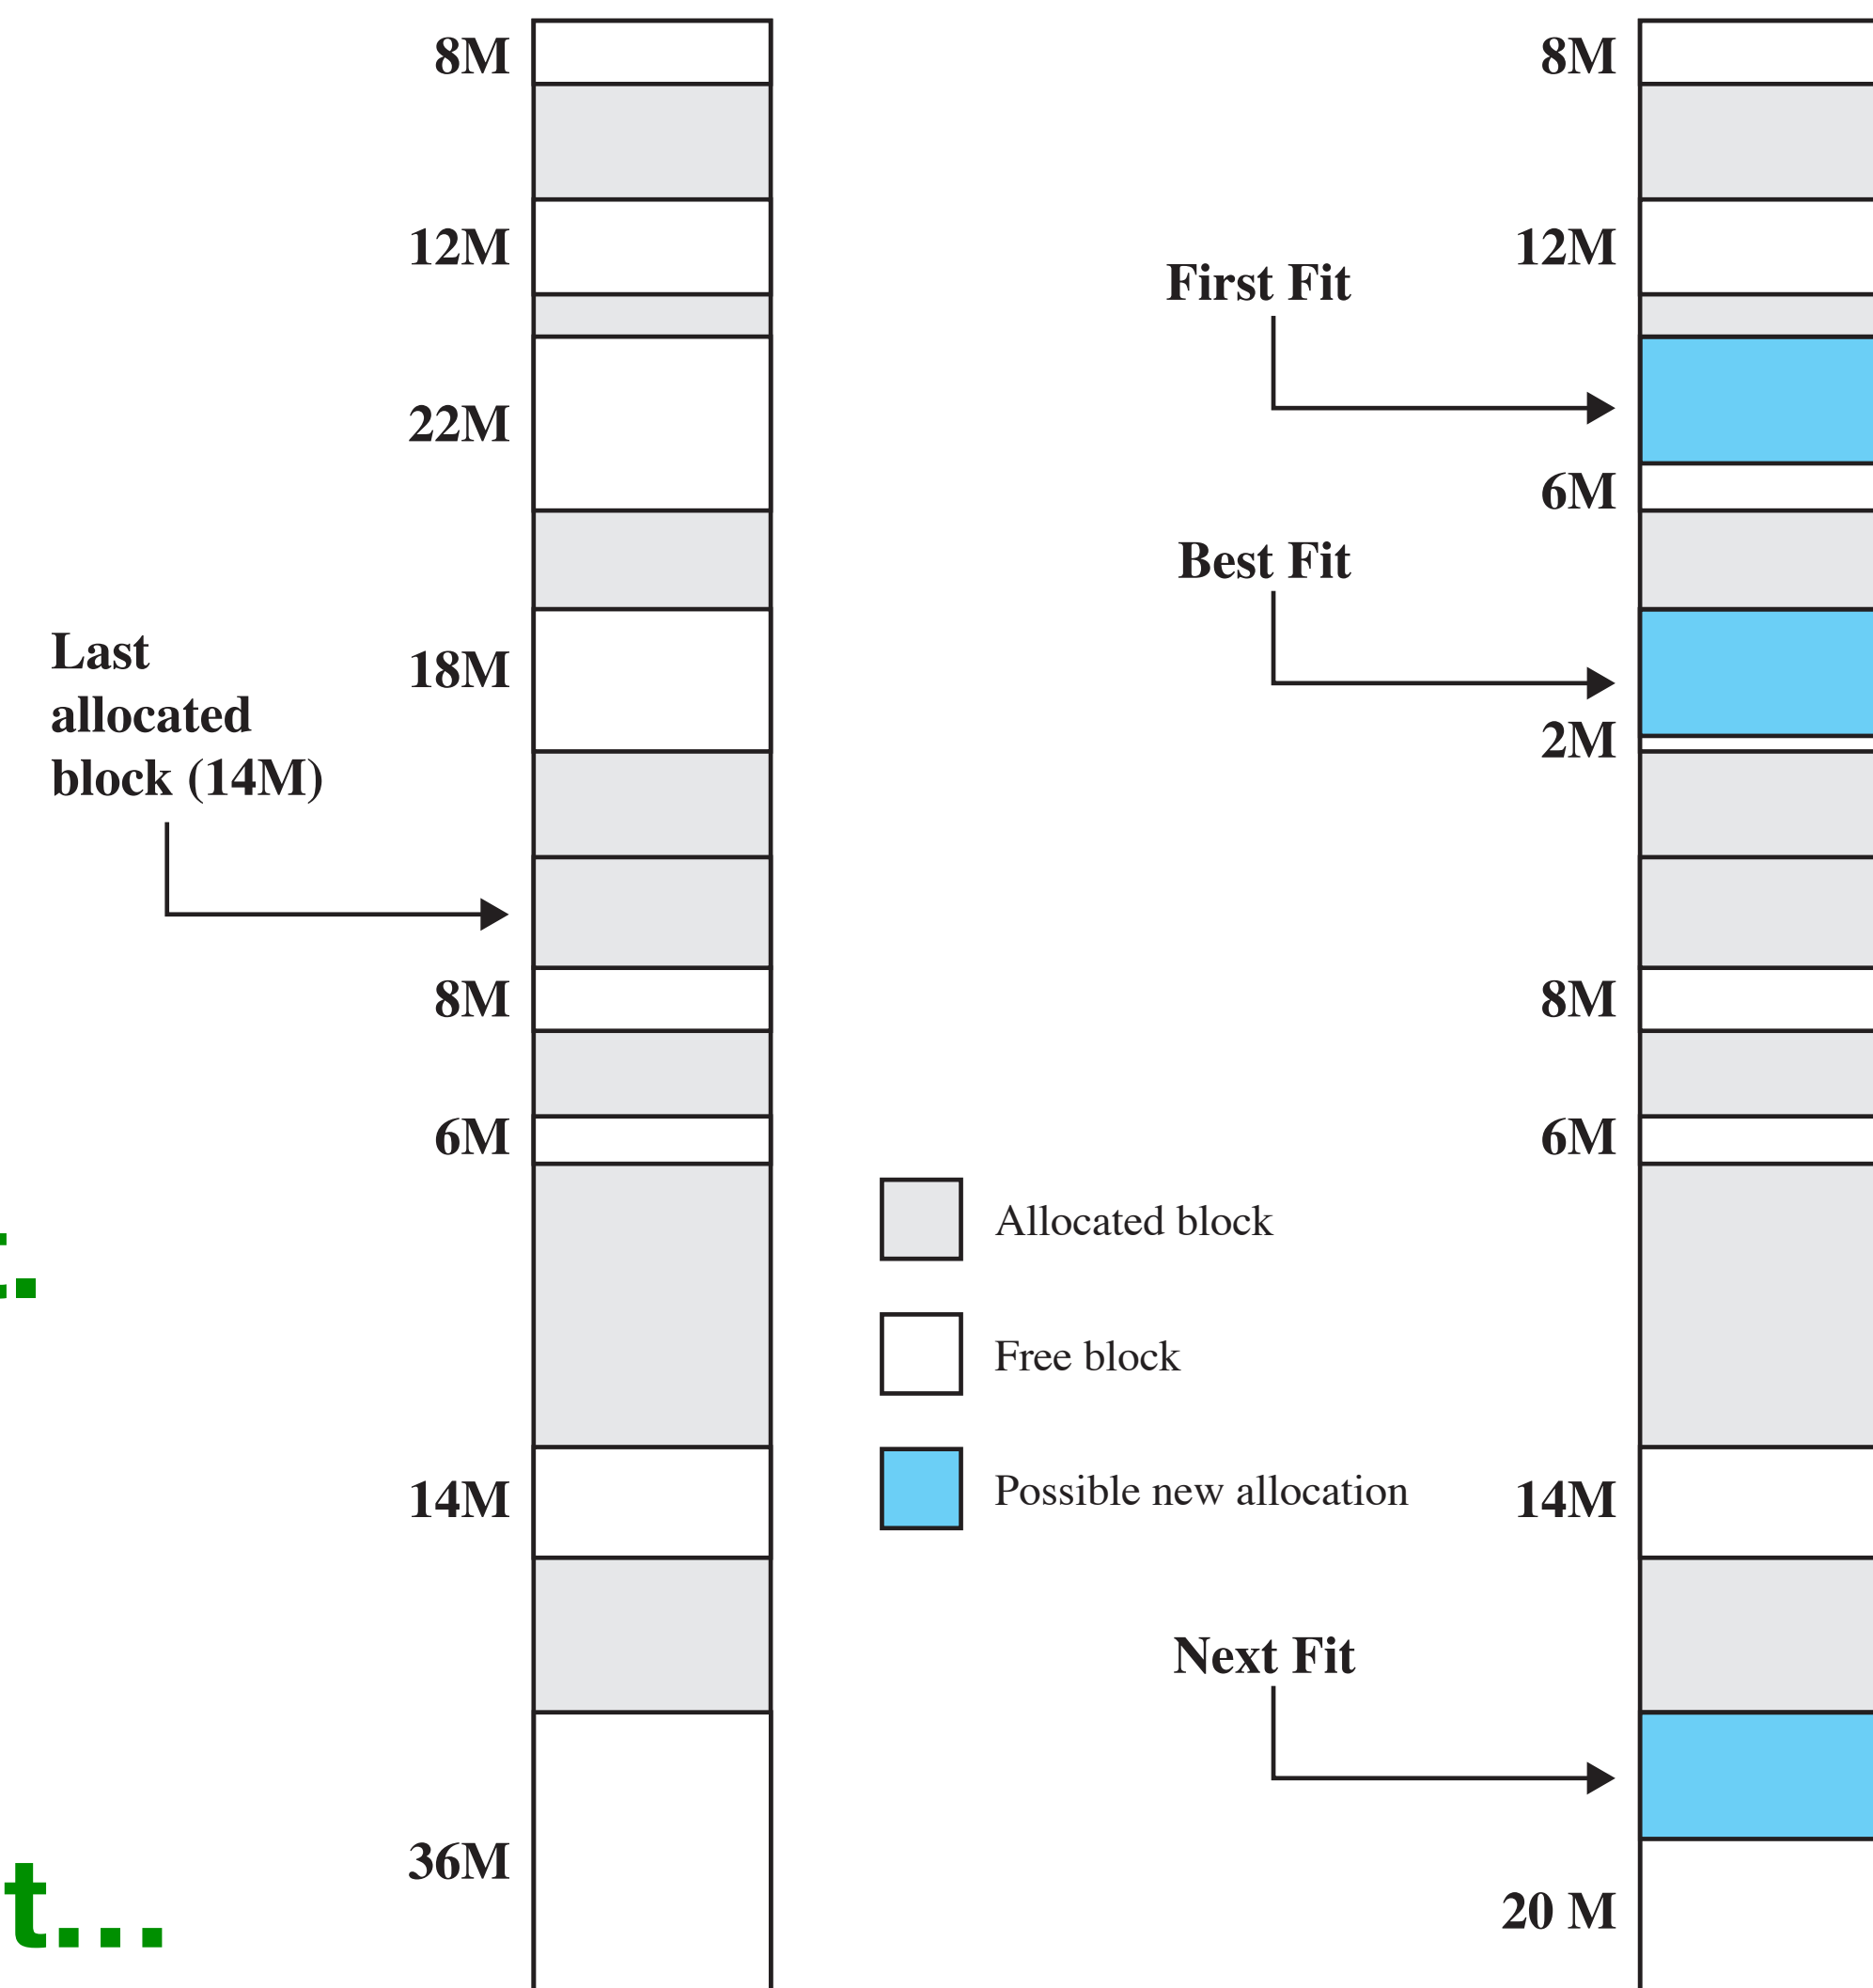 8M
12M
22M
18M
Last
allocated
block (14M)
8M
6M
14M
36M
t.
t...
Allocated block
Free block
Possible new allocation
First Fit
Best Fit
Next Fit
8M
12M
6M
2M
8M
6M
14M
20 M